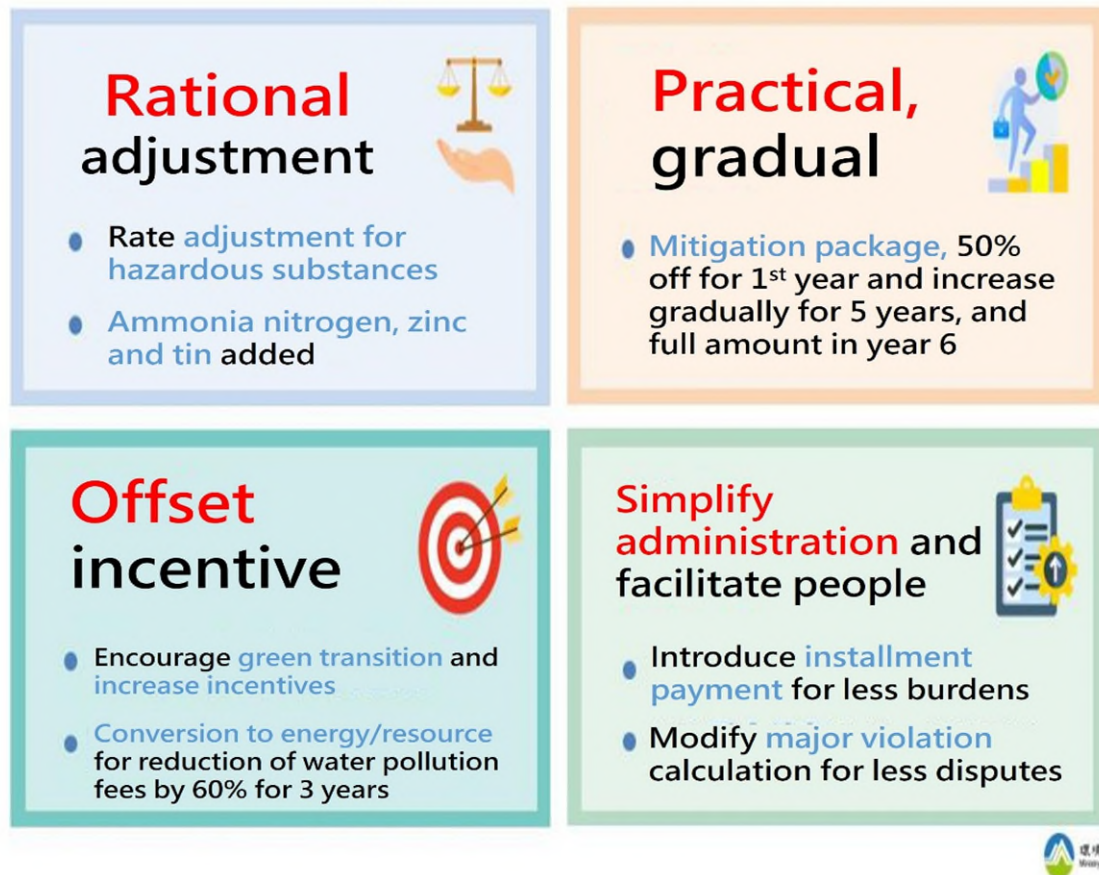 Rational
adjustment
Rate adjustment for
hazardous substances
Ammonia nitrogen, zinc
and tin added
Practical,
gradual
Mitigation package, 50%
off for 1st year and increase
gradually for 5 years, and
full amount in year 6
Offset
incentive
Encourage green transition and
increase incentives
Conversion to energy/resource
for reduction of water pollution
fees by 60% for 3 years
Simplify
administration and
facilitate people
Introduce installment
payment for less burdens
Modify major violation
calculation for less disputes
環境
Ministry